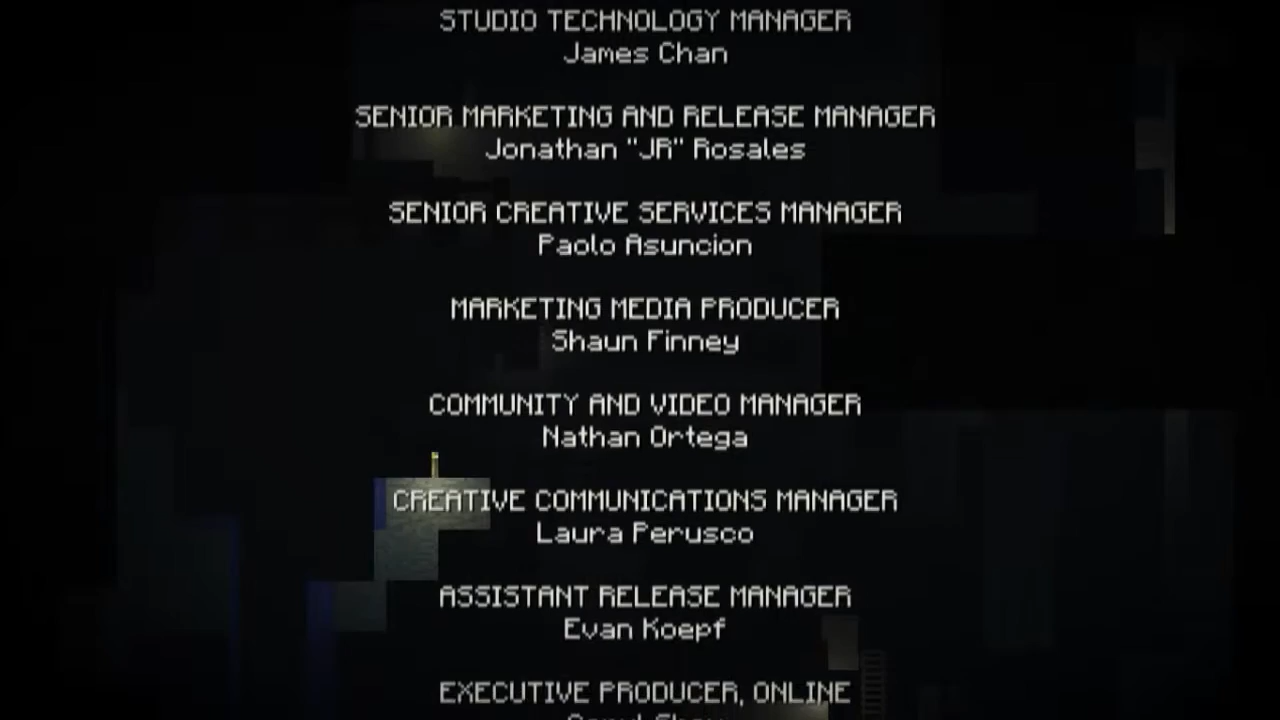 STUDIO TECHNOLOGY MANAGER
James Chan
SENIOR MARKETING AND RELEASE MANAGER
Jonathan "JR" Rosales
SENIOR CREATIVE SERVICES MANAGER
Paolo Asuncion
MARKETING MEDIA PRODUCER
Shaun Finney
COMMUNITY AND VIDEO MANAGER
Nathan Ortega
CREATIVE COMMUNICATIONS MANAGER
Laura Perusco
ASSISTANT RELEASE MANAGER
Evan Koepf
EXECUTIVE PRODUCER, ONLINE